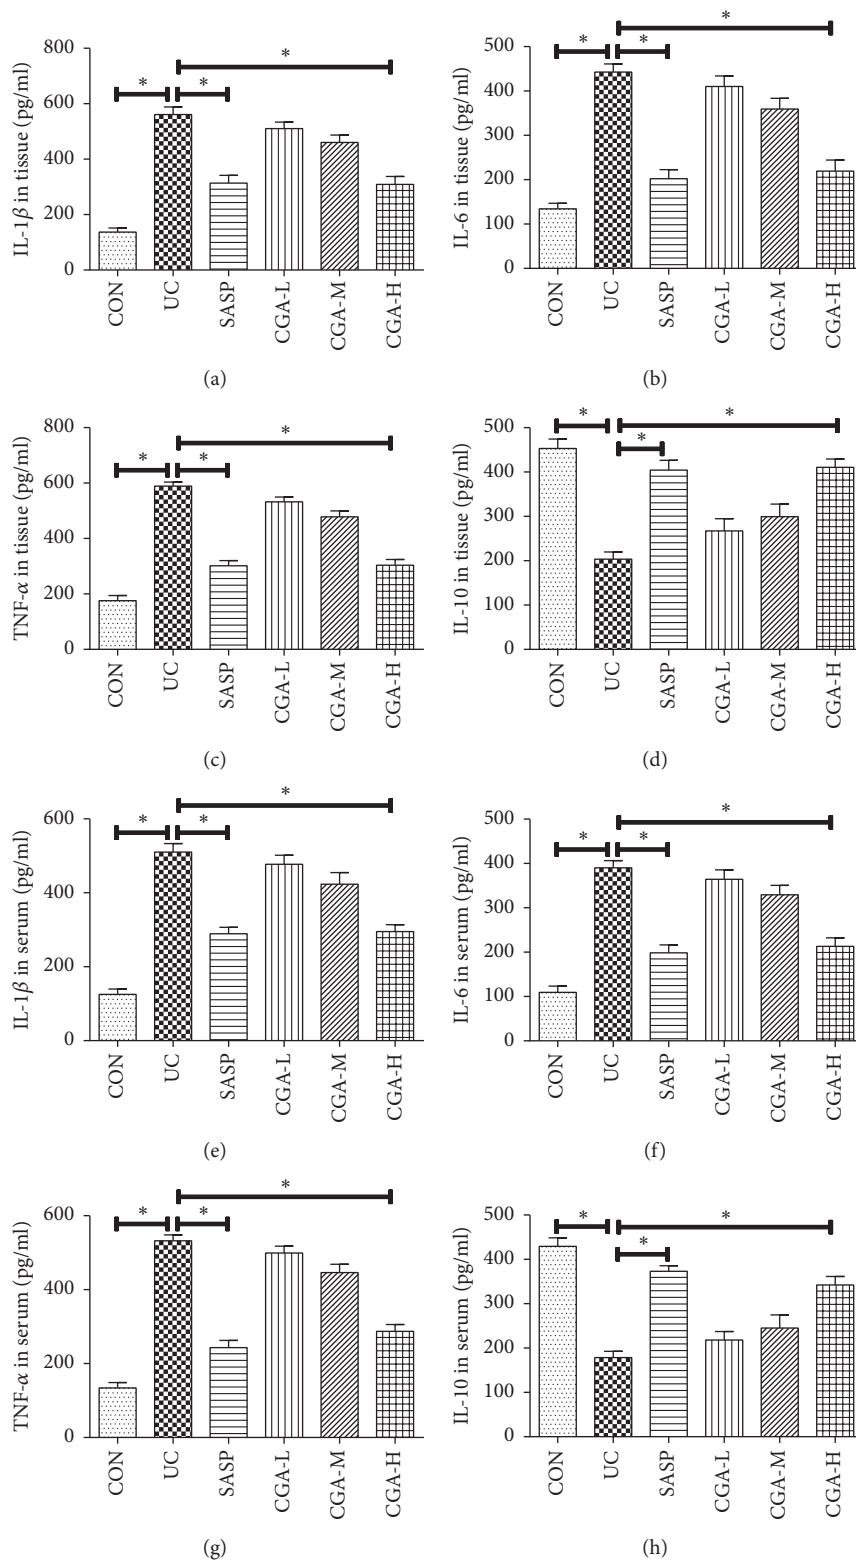 * * *
800
600
400
200
0
IL-1β in tissue (pg/ml)
CON UC SASP CGA-L CGA-M CGA-H
(a)
* * *
500
400
300
200
100
0
IL-6 in tissue (pg/ml)
CON UC SASP CGA-L CGA-M CGA-H
(b)
* * *
800
600
400
200
0
TNF-α in tissue (pg/ml)
CON UC SASP CGA-L CGA-M CGA-H
(c)
* * *
500
400
300
200
100
0
IL-10 in tissue (pg/ml)
CON UC SASP CGA-L CGA-M CGA-H
(d)
* * *
600
400
200
0
IL-1β in serum (pg/ml)
CON UC SASP CGA-L CGA-M CGA-H
(e)
* * *
500
400
300
200
100
0
IL-6 in serum (pg/ml)
CON UC SASP CGA-L CGA-M CGA-H
(f)
* * *
600
400
200
0
TNF-α in serum (pg/ml)
CON UC SASP CGA-L CGA-M CGA-H
(g)
* * *
500
400
300
200
100
0
IL-10 in serum (pg/ml)
CON UC SASP CGA-L CGA-M CGA-H
(h)